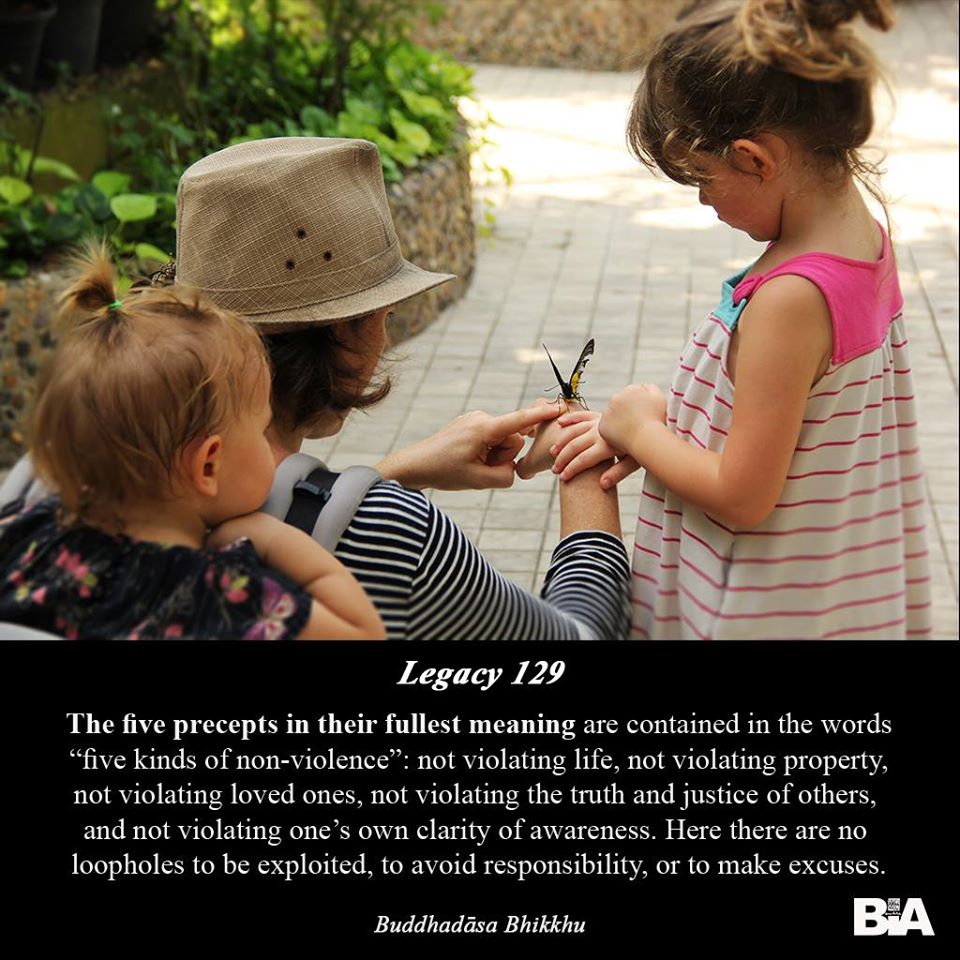 Legacy 129
The five precepts in their fullest meaning are contained in the words
“five kinds of non-violence”: not violating life, not violating property,
not violating loved ones, not violating the truth and justice of others,
and not violating one’s own clarity of awareness. Here there are no
loopholes to be exploited, to avoid responsibility, or to make excuses.
Buddhadāsa Bhikkhu
BIA